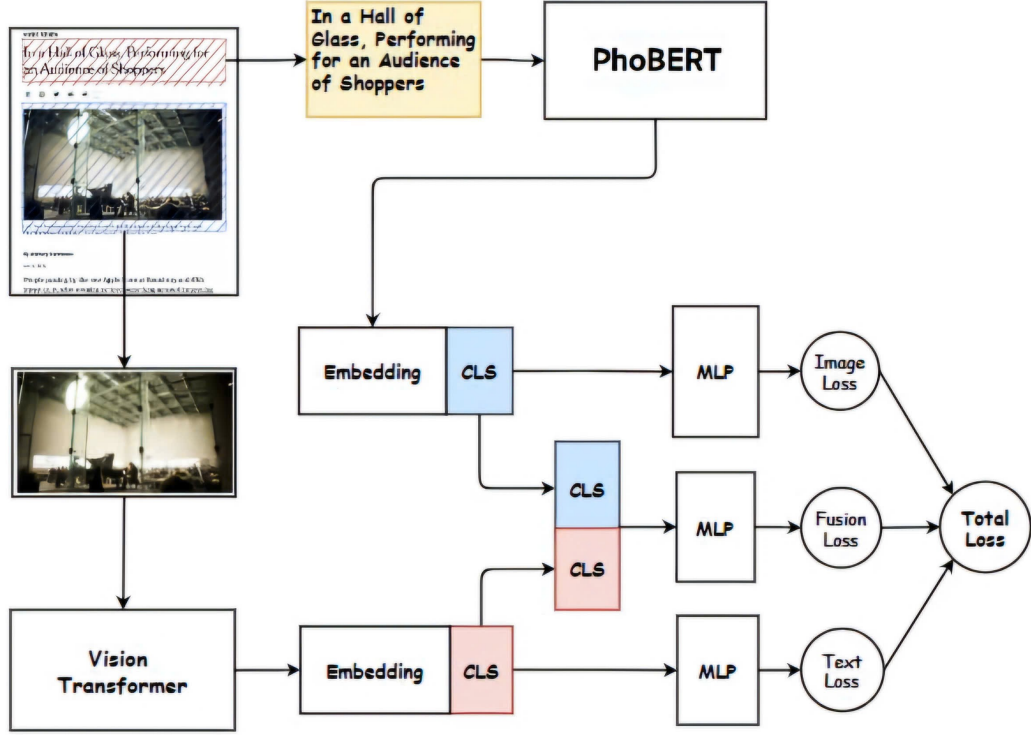 In a Hall of Glass, Performing for
an Audience of Shoppers
In a Hall of
Glass, Performing
for an Audience
of Shoppers
PhoBERT
Embedding
CLS
MLP
Image
Loss
CLS
CLS
MLP
Fusion
Loss
Total
Loss
Vision
Transformer
Embedding
CLS
MLP
Text
Loss